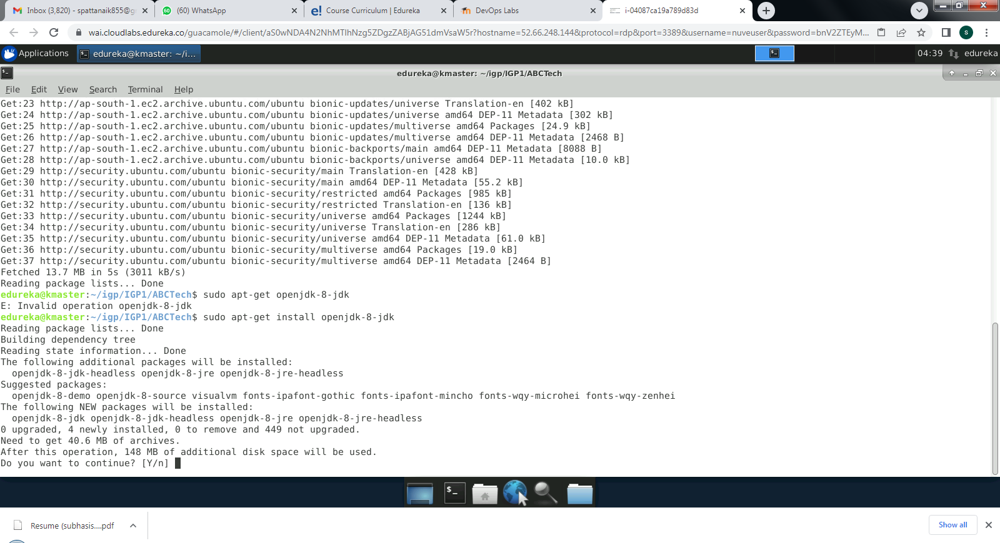 Inbox (3,820) - spattanaik855@g
(60) WhatsApp
Course Curriculum | Edureka
DevOps Labs
i-04087ca19a789d83d
wai.cloudlabs.edureka.co/guacamole/#/client/aS0wNDA4N2NhMTlhNzg5ZDgzZABjAG51dmVsaW5r?hostname=52.66.248.144&protocol=rdp&port=3389&username=nuveuser&password=bnV2ZTEyM...
S
Applications
edureka@kmaster: ~/i...
04:39
edureka
edureka@kmaster: ~/igp/IGP1/ABCTech
File Edit View Search Terminal Help
Get:23 http://ap-south-1.ec2.archive.ubuntu.com/ubuntu bionic-updates/universe Translation-en [402 kB]
Get:24 http://ap-south-1.ec2.archive.ubuntu.com/ubuntu bionic-updates/universe amd64 DEP-11 Metadata [302 kB]
Get:25 http://ap-south-1.ec2.archive.ubuntu.com/ubuntu bionic-updates/multiverse amd64 Packages [24.9 kB]
Get:26 http://ap-south-1.ec2.archive.ubuntu.com/ubuntu bionic-updates/multiverse amd64 DEP-11 Metadata [2468 B]
Get:27 http://ap-south-1.ec2.archive.ubuntu.com/ubuntu bionic-backports/main amd64 DEP-11 Metadata [8088 B]
Get:28 http://ap-south-1.ec2.archive.ubuntu.com/ubuntu bionic-backports/universe amd64 DEP-11 Metadata [10.0 kB]
Get:29 http://security.ubuntu.com/ubuntu bionic-security/main Translation-en [428 kB]
Get:30 http://security.ubuntu.com/ubuntu bionic-security/main amd64 DEP-11 Metadata [55.2 kB]
Get:31 http://security.ubuntu.com/ubuntu bionic-security/restricted amd64 Packages [985 kB]
Get:32 http://security.ubuntu.com/ubuntu bionic-security/restricted Translation-en [136 kB]
Get:33 http://security.ubuntu.com/ubuntu bionic-security/universe amd64 Packages [1244 kB]
Get:34 http://security.ubuntu.com/ubuntu bionic-security/universe Translation-en [286 kB]
Get:35 http://security.ubuntu.com/ubuntu bionic-security/universe amd64 DEP-11 Metadata [61.0 kB]
Get:36 http://security.ubuntu.com/ubuntu bionic-security/multiverse amd64 Packages [19.0 kB]
Get:37 http://security.ubuntu.com/ubuntu bionic-security/multiverse amd64 DEP-11 Metadata [2464 B]
Fetched 13.7 MB in 5s (3011 kB/s)
Reading package lists... Done
edureka@kmaster:~/igp/IGP1/ABCTech$ sudo apt-get openjdk-8-jdk
E: Invalid operation openjdk-8-jdk
edureka@kmaster:~/igp/IGP1/ABCTech$ sudo apt-get install openjdk-8-jdk
Reading package lists... Done
Building dependency tree
Reading state information... Done
The following additional packages will be installed:
openjdk-8-jdk-headless openjdk-8-jre openjdk-8-jre-headless
Suggested packages:
openjdk-8-demo openjdk-8-source visualvm fonts-ipafont-gothic fonts-ipafont-mincho fonts-wqy-microhei fonts-wqy-zenhei
The following NEW packages will be installed:
openjdk-8-jdk openjdk-8-jdk-headless openjdk-8-jre openjdk-8-jre-headless
0 upgraded, 4 newly installed, 0 to remove and 449 not upgraded.
Need to get 40.6 MB of archives.
After this operation, 148 MB of additional disk space will be used.
Do you want to continue? [Y/n]
Resume (subhasis....pdf
Show all